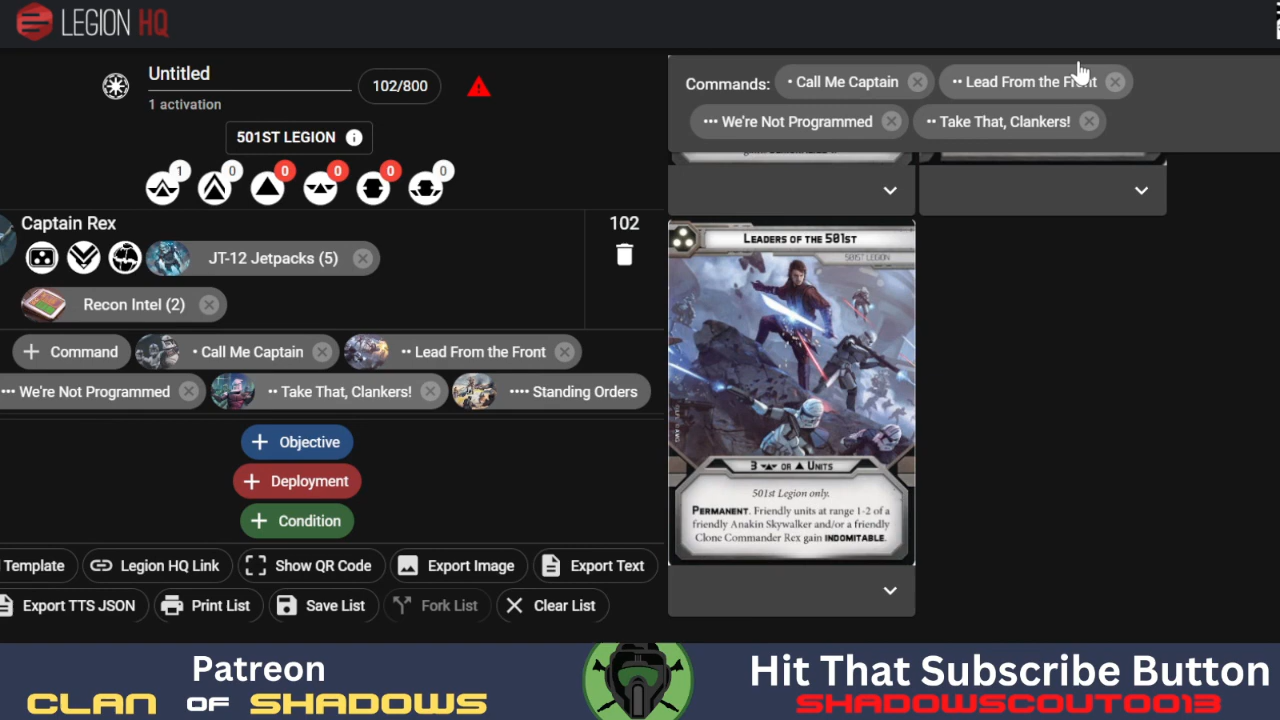 LEGION HQ
Untitled
102/800
1 activation
501ST LEGION
1 0 0 0 0 0
Captain Rex
102
JT-12 Jetpacks (5)
Recon Intel (2)
+ Command
• Call Me Captain
•• Lead From the Front
••• We're Not Programmed
•• Take That, Clankers!
•••• Standing Orders
+ Objective
+ Deployment
+ Condition
Template
Legion HQ Link
Show QR Code
Export Image
Export Text
Export TTS JSON
Print List
Save List
Fork List
Clear List
Commands:
• Call Me Captain
•• Lead From the Front
••• We're Not Programmed
•• Take That, Clankers!
LEADERS OF THE 501ST
501ST LEGION
3 OR UNITS
501st Legion only.
PERMANENT. Friendly units at range 1-2 of a
friendly Anakin Skywalker and/or a friendly
Clone Commander Rex gain INDOMITABLE.
Patreon
CLAN OF SHADOWS
Hit That Subscribe Button
SHADOWSCOUT0013